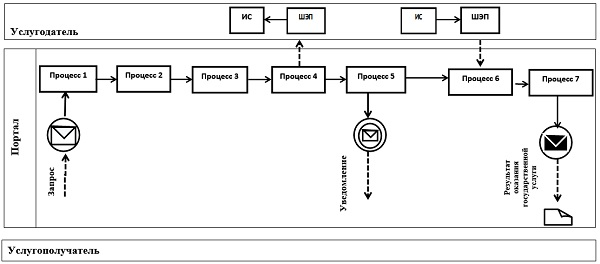 Услугодатель
ИС
ШЭП
ИС
ШЭП
Портал
Процесс 1
Процесс 2
Процесс 3
Процесс 4
Процесс 5
Процесс 6
Процесс 7
Запрос
Уведомление
Результат
оказания
государственной
услуги
Услугополучатель